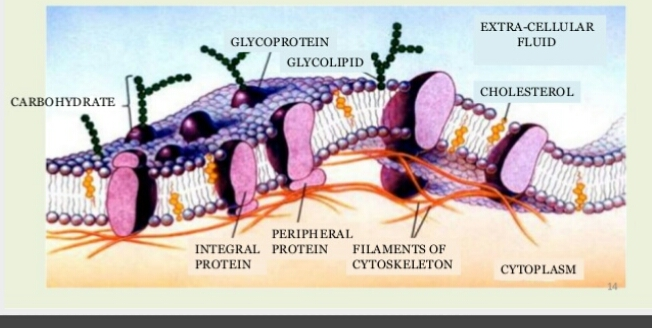 EXTRA-CELLULAR
FLUID
GLYCOPROTEIN
GLYCOLIPID
CHOLESTEROL
CARBOHYDRATE
PERIPHERAL
PROTEIN
INTEGRAL
PROTEIN
FILAMENTS OF
CYTOSKELETON
CYTOPLASM
14